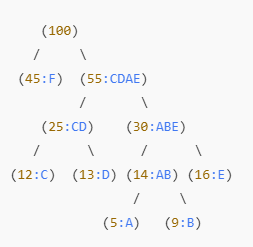 (100)
/ \
(45:F) (55:CDAE)
/ \
(25:CD) (30:ABE)
/ \ / \
(12:C) (13:D) (14:AB) (16:E)
/ \
(5:A) (9:B)